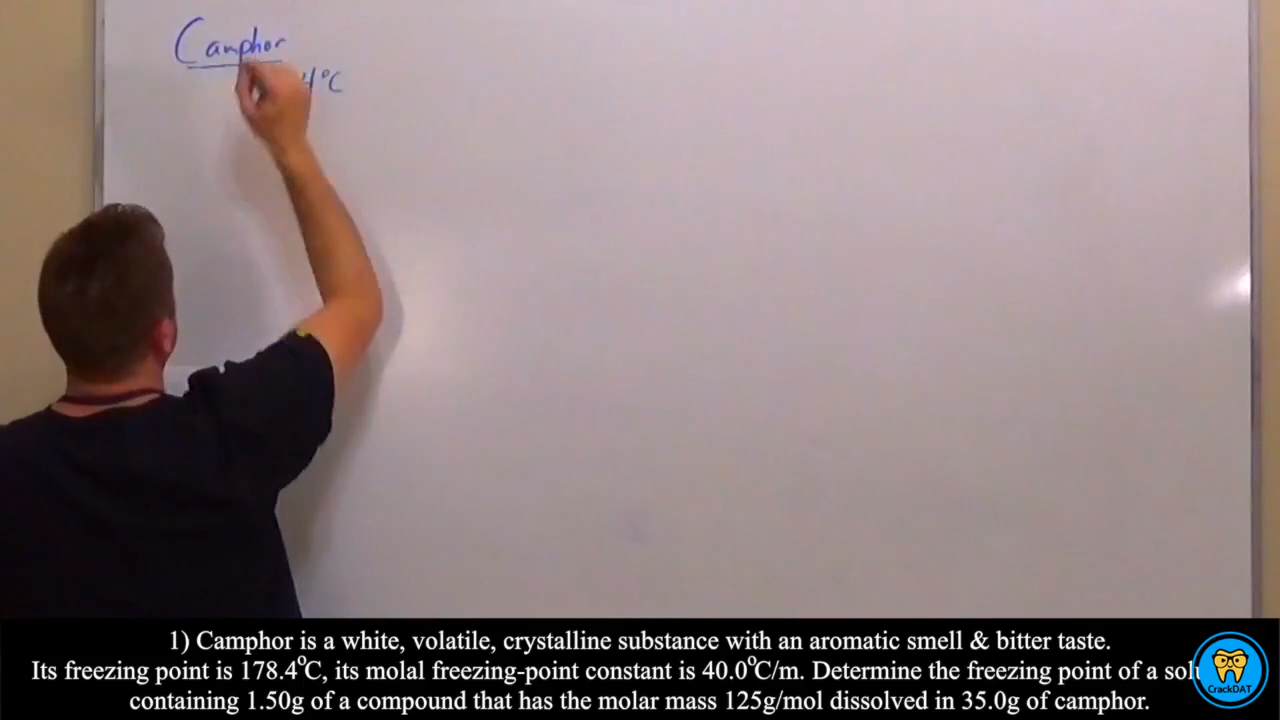 Camphor
4°C
1) Camphor is a white, volatile, crystalline substance with an aromatic smell & bitter taste.
Its freezing point is 178.4°C, its molal freezing-point constant is 40.0°C/m. Determine the freezing point of a solu
containing 1.50g of a compound that has the molar mass 125g/mol dissolved in 35.0g of camphor.
CrackDAT